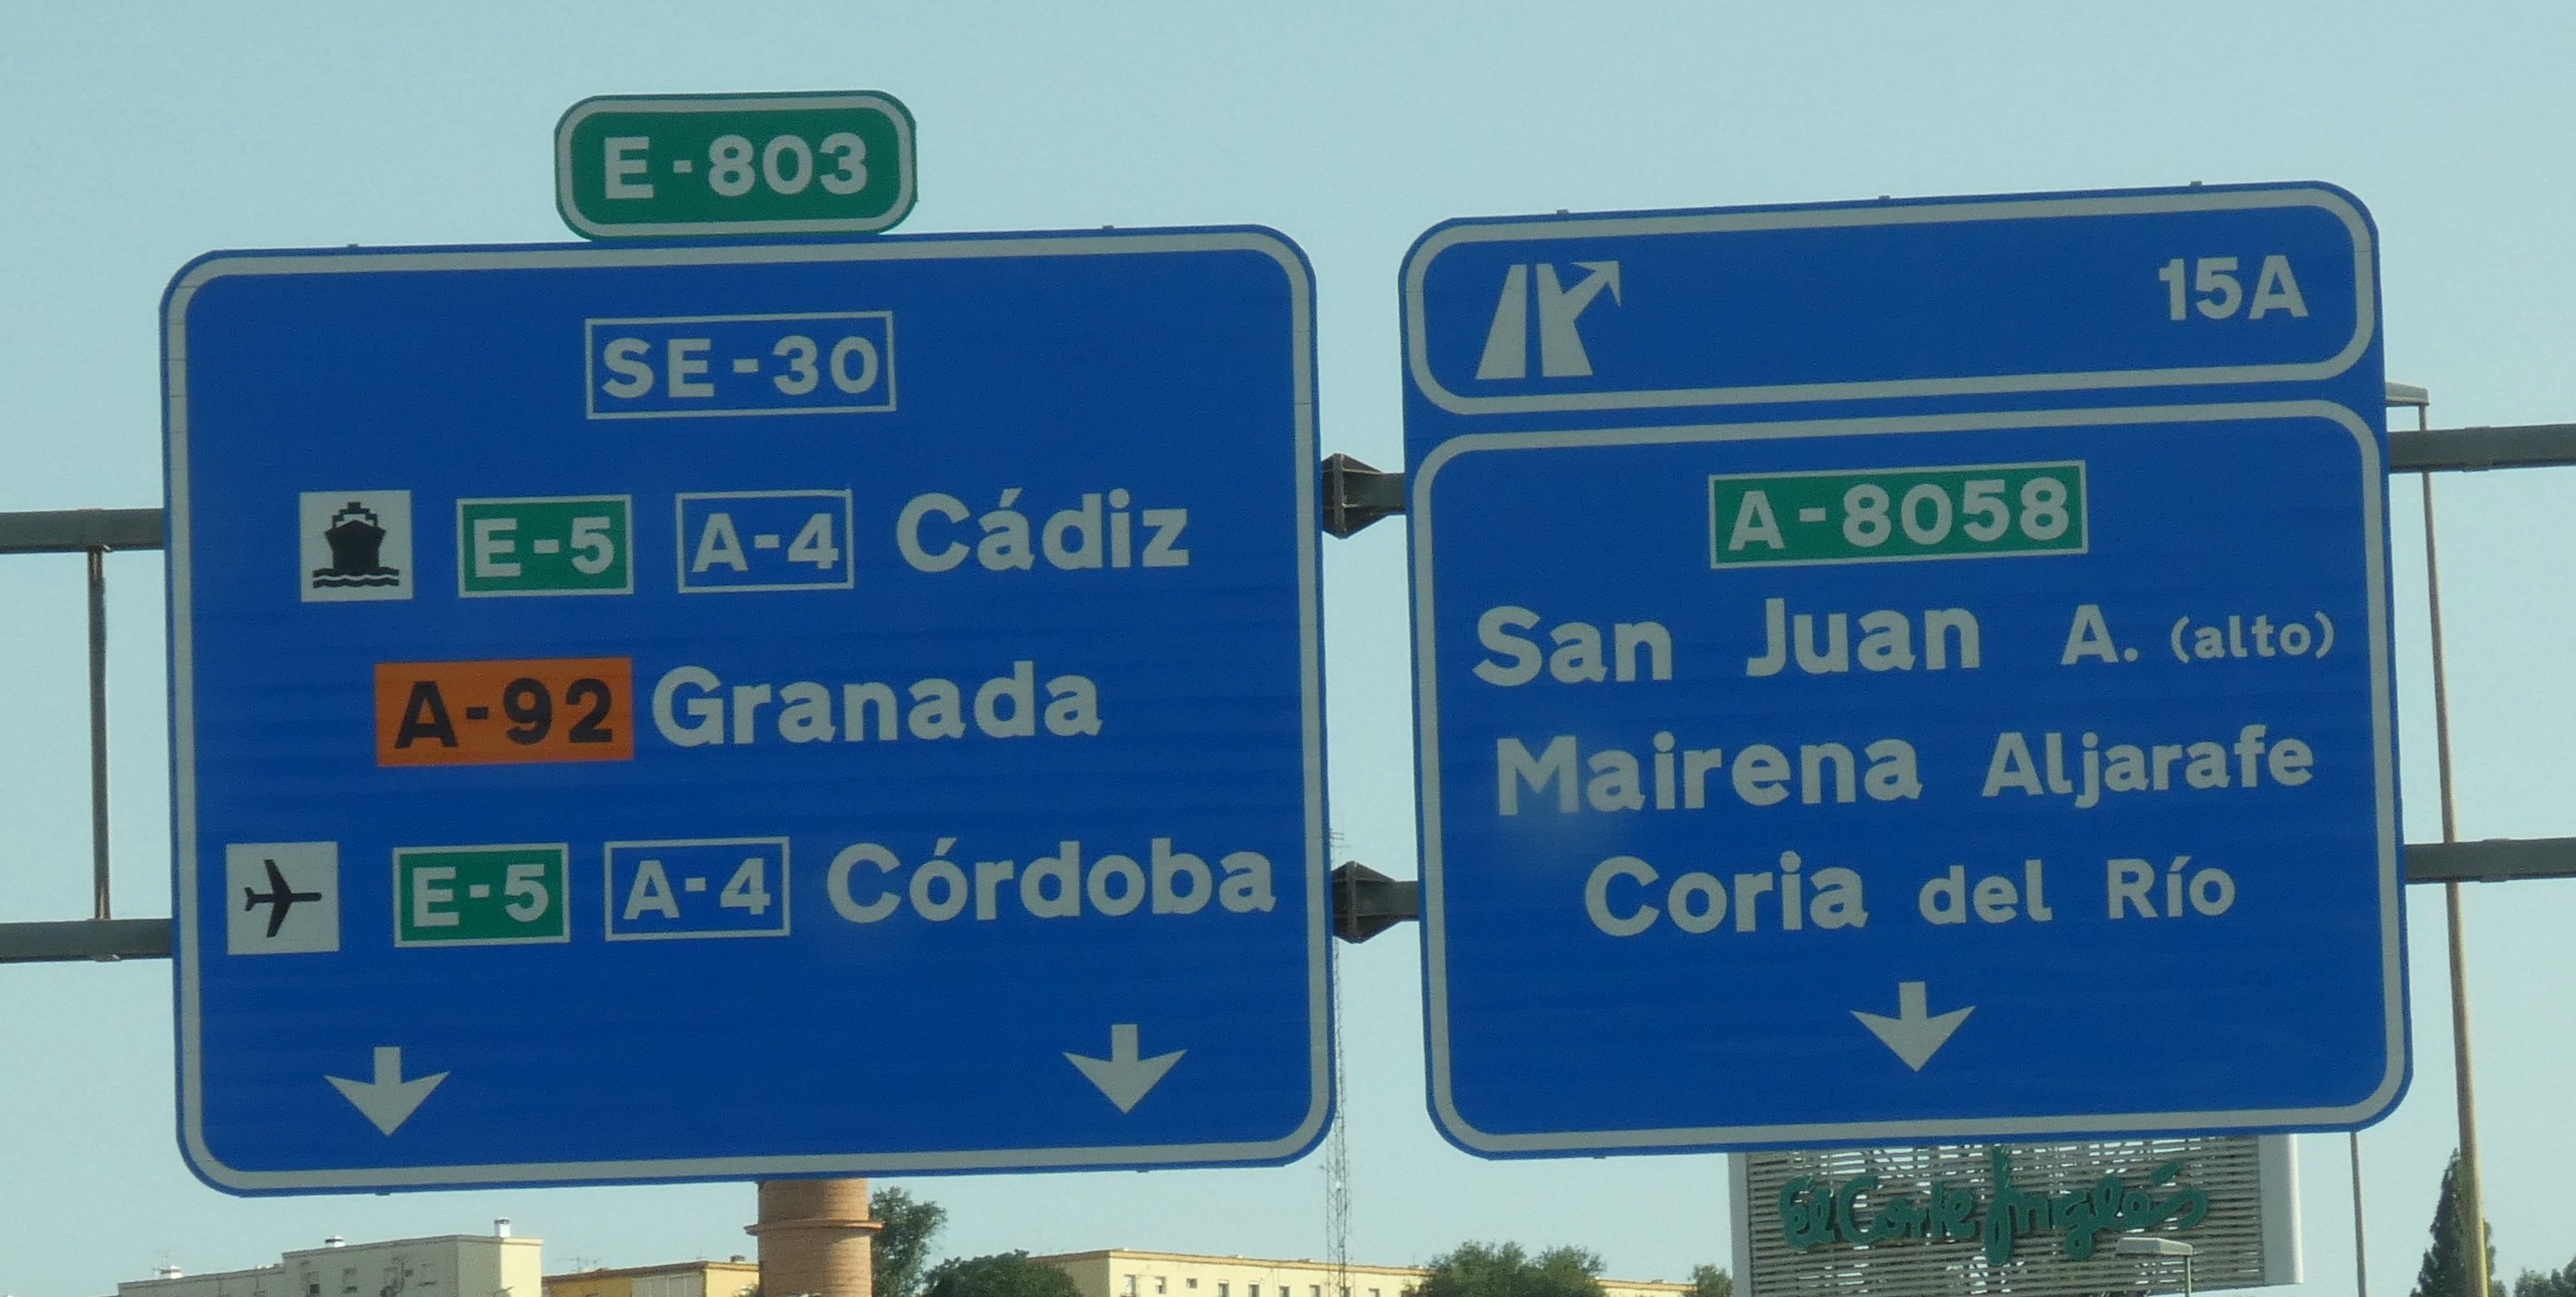 E-803
SE-30
E-5 A-4 Cádiz
A-92 Granada
E-5 A-4 Córdoba
15A
A-8058
San Juan A. (alto)
Mairena Aljarafe
Coria del Río
El Corte Inglés